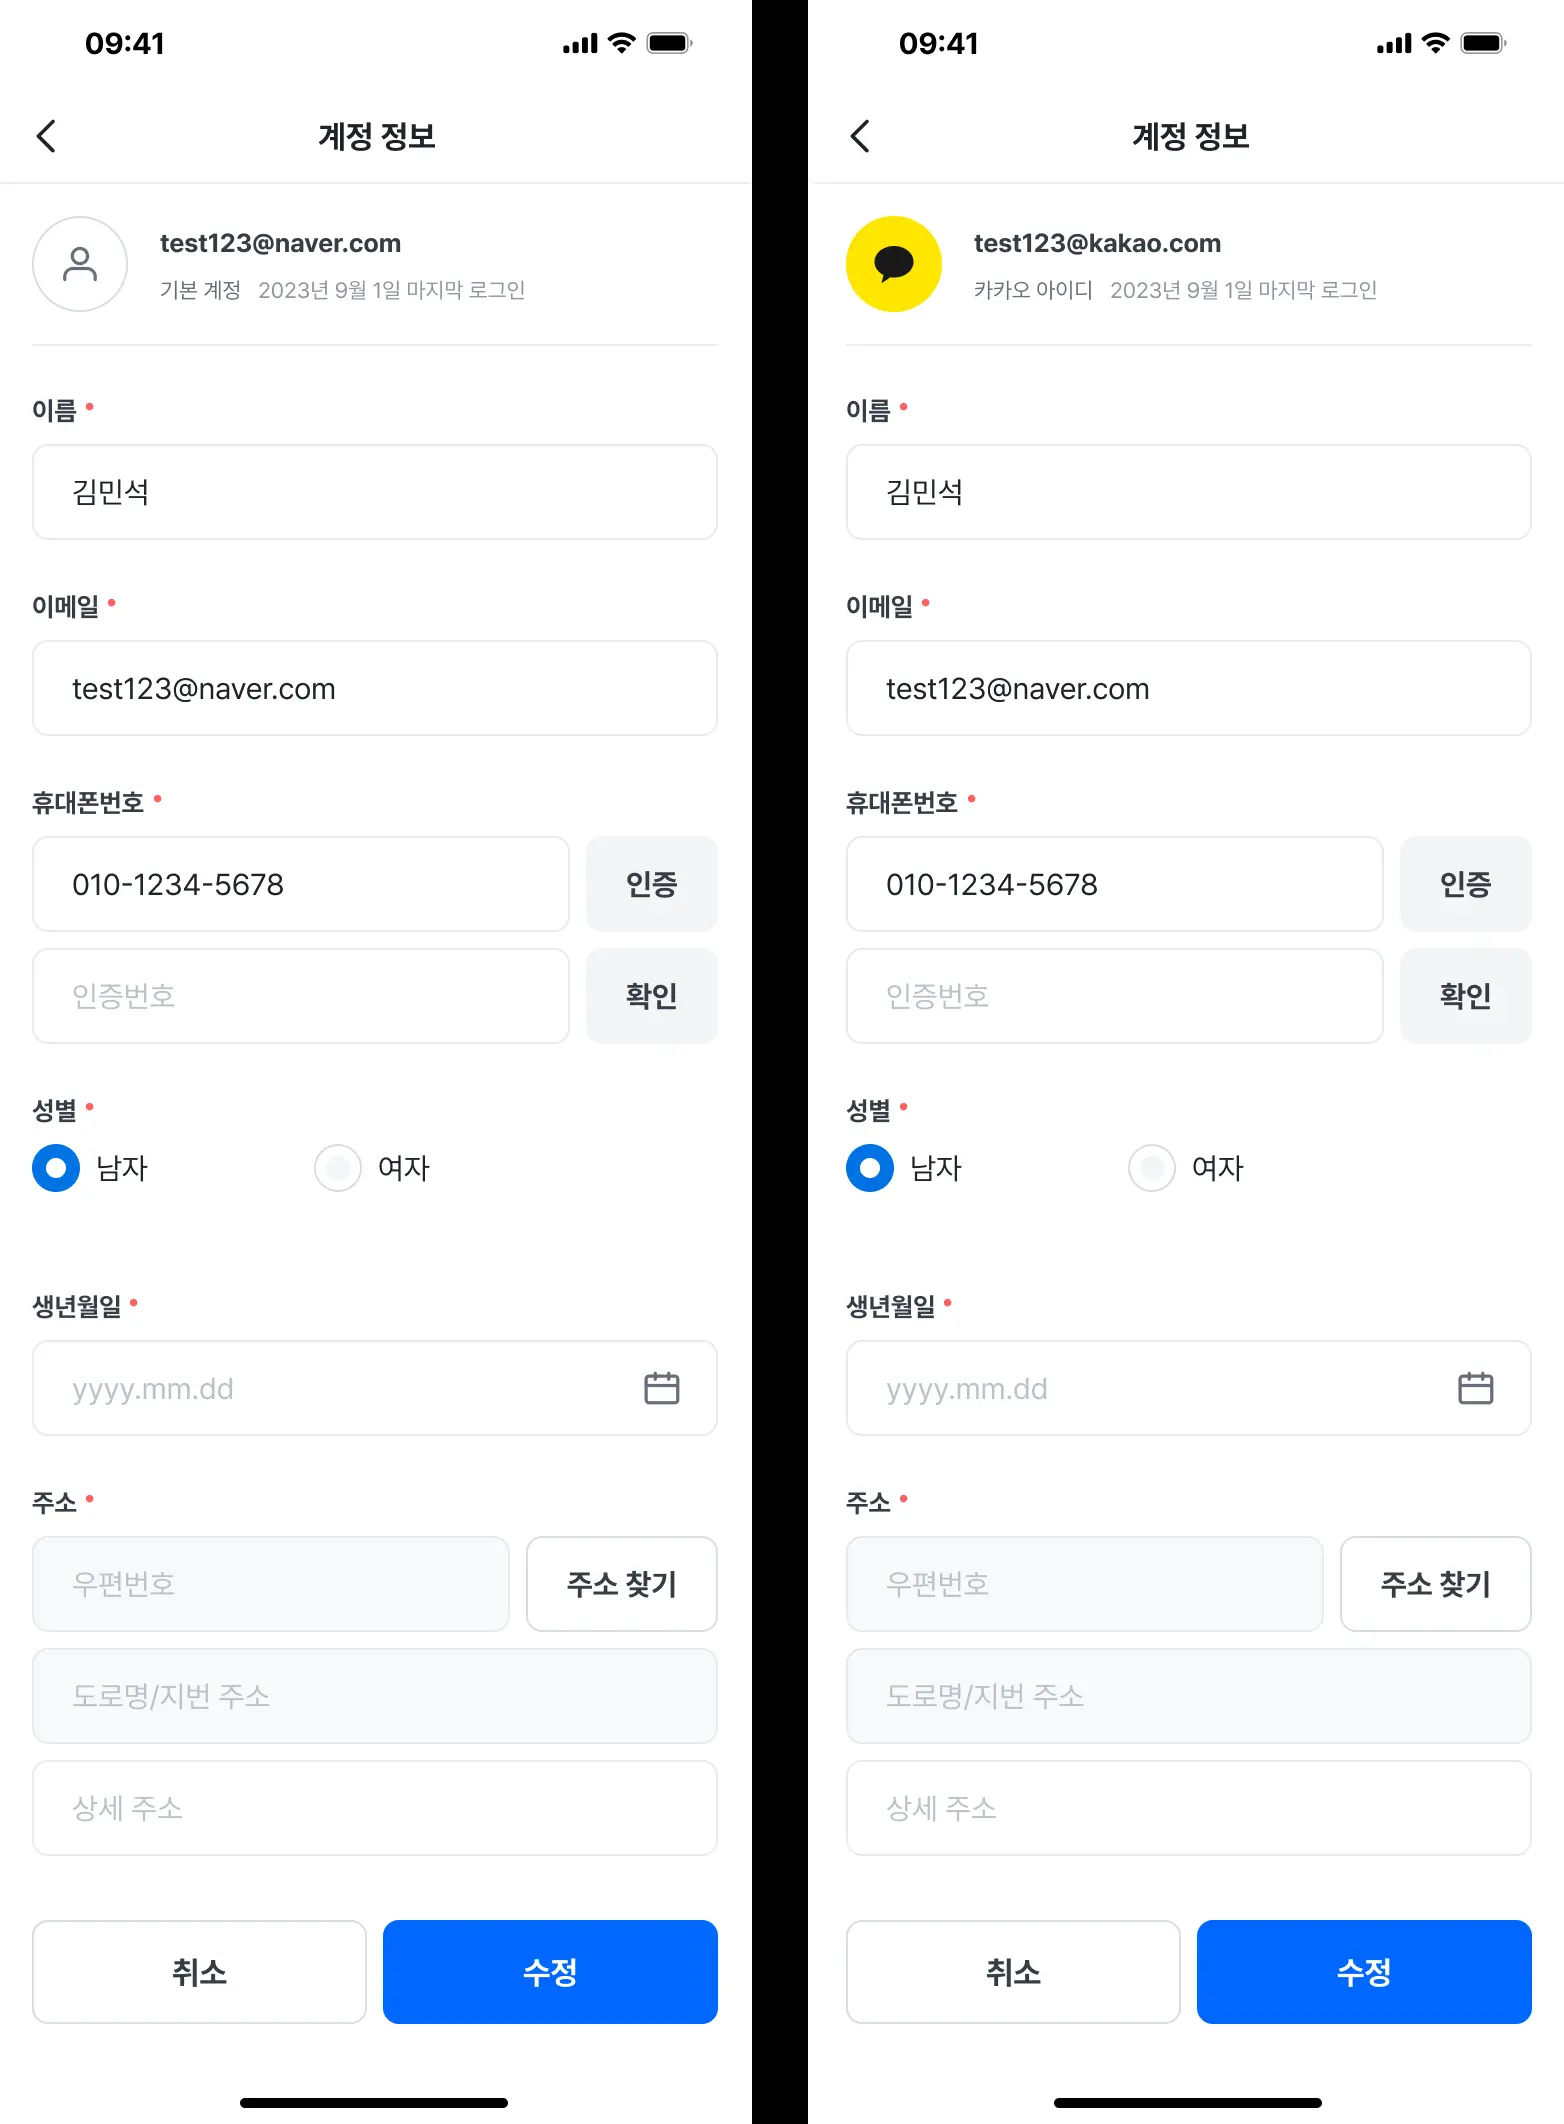 09:41
계정 정보
test123@naver.com
기본 계정 2023년 9월 1일 마지막 로그인
이름
김민석
이메일
test123@naver.com
휴대폰번호
010-1234-5678 인증
인증번호 확인
성별
남자 여자
생년월일
yyyy.mm.dd
주소
우편번호 주소 찾기
도로명/지번 주소
상세 주소
취소 수정
09:41
계정 정보
test123@kakao.com
카카오 아이디 2023년 9월 1일 마지막 로그인
이름
김민석
이메일
test123@naver.com
휴대폰번호
010-1234-5678 인증
인증번호 확인
성별
남자 여자
생년월일
yyyy.mm.dd
주소
우편번호 주소 찾기
도로명/지번 주소
상세 주소
취소 수정